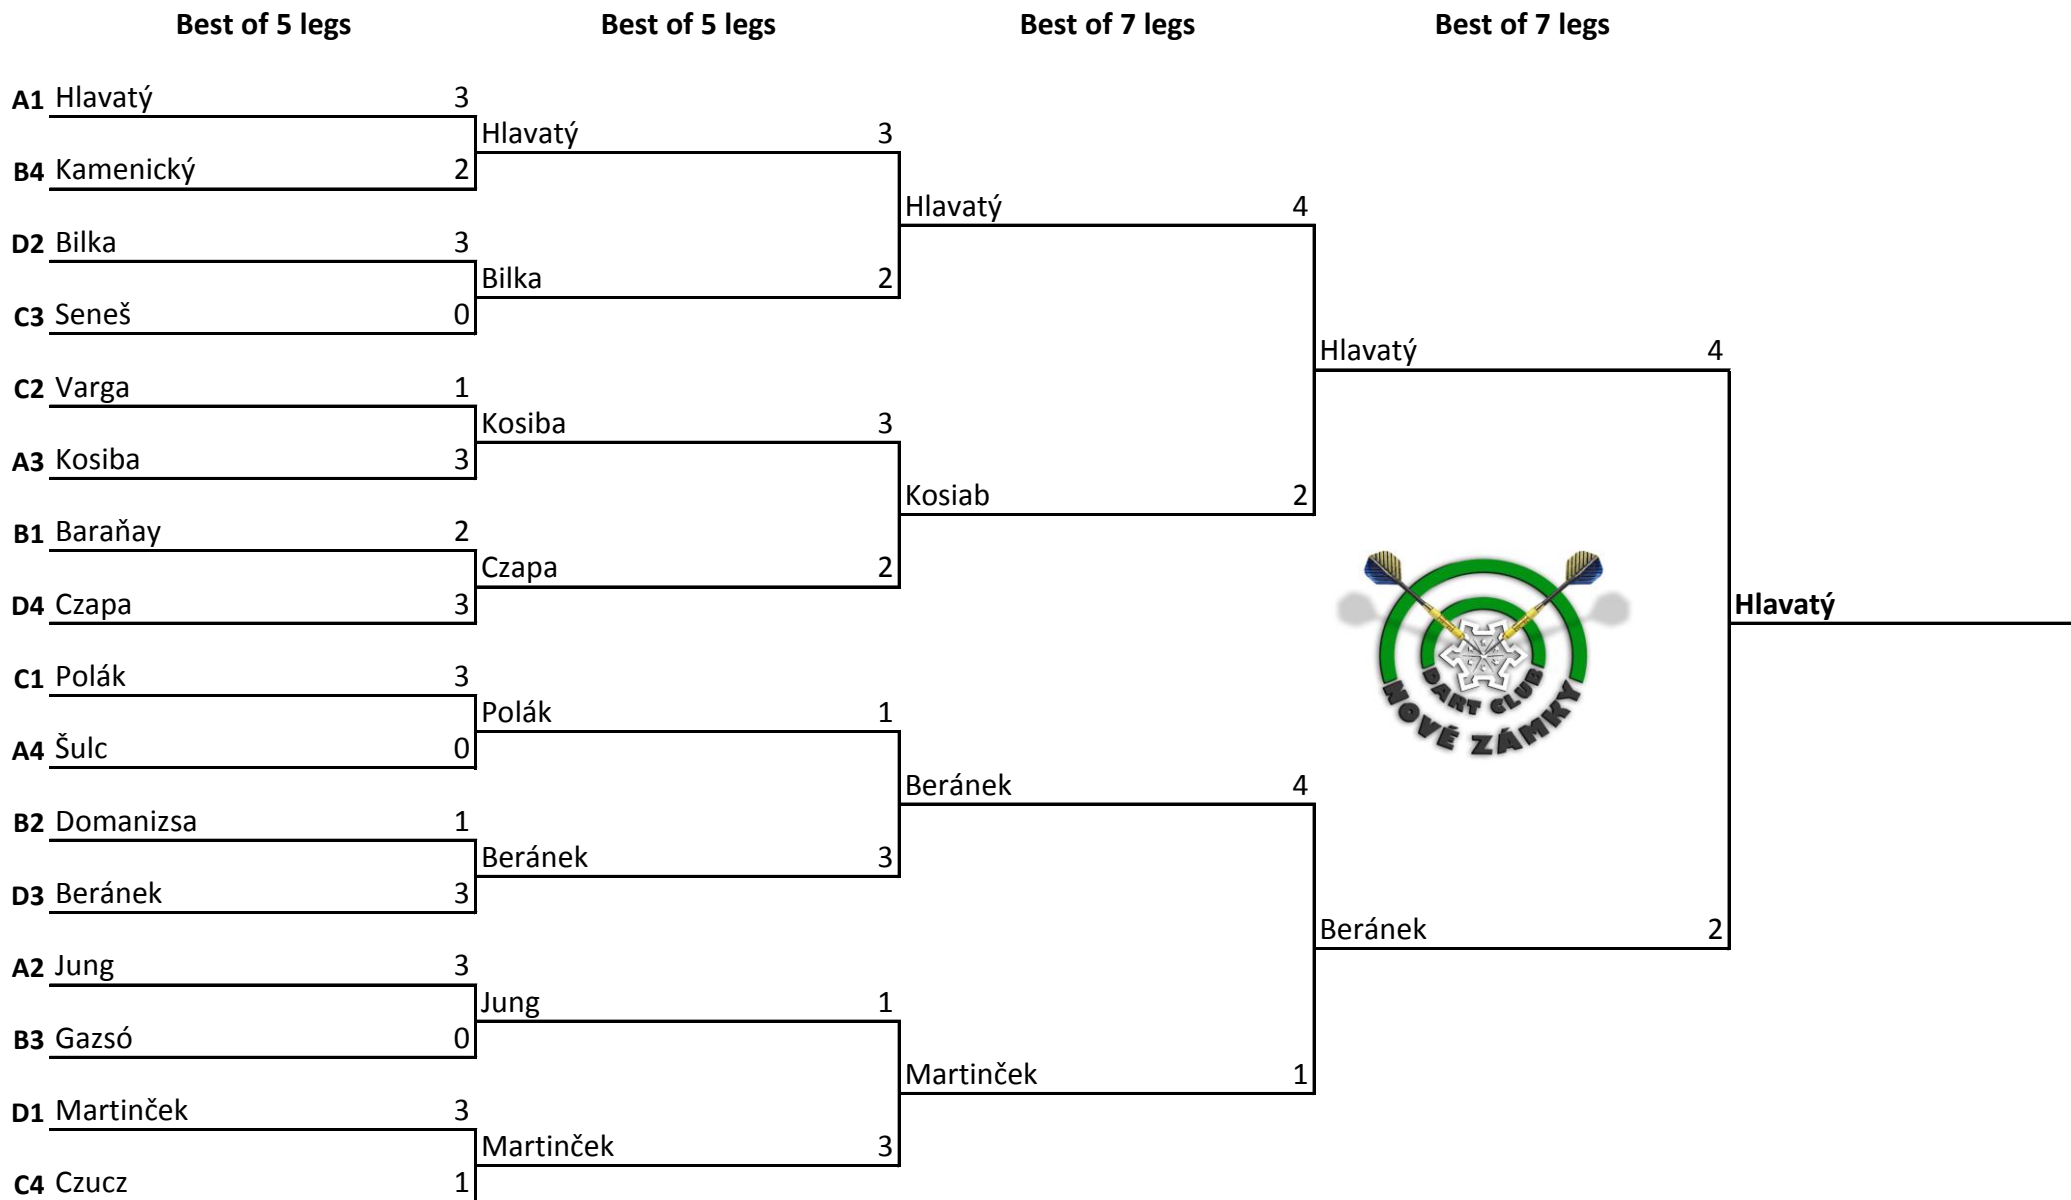 Best of 5 legs Best of 5 legs Best of 7 legs Best of 7 legs
A1 Hlavatý 3
Hlavatý 3
B4 Kamenický 2
Hlavatý 4
D2 Bilka 3
Bilka 2
C3 Seneš 0
Hlavatý 4
C2 Varga 1
Kosiba 3
A3 Kosiba 3
Kosiab 2
B1 Baraňay 2
Czapa 2
D4 Czapa 3
Hlavatý
C1 Polák 3
DART CLUB
NOVÉ ZÁMKY
Polák 1
A4 Šulc 0
Beránek 4
B2 Domanizsa 1
Beránek 3
D3 Beránek 3
Beránek 2
A2 Jung 3
Jung 1
B3 Gazsó 0
Martinček 1
D1 Martinček 3
Martinček 3
C4 Czucz 1